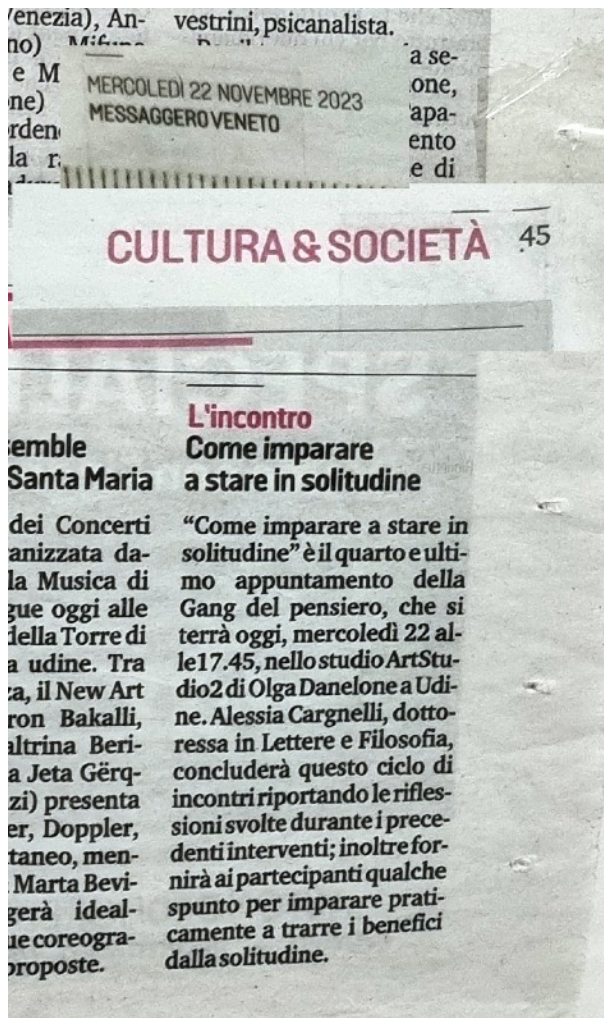 vestrini, psicanalista.
a se-
one,
apa-
ento
e di
MERCOLEDÌ 22 NOVEMBRE 2023
MESSAGGERO VENETO
CULTURA & SOCIETÀ 45
semble
Santa Maria
dei Concerti
anizzata da-
la Musica di
gue oggi alle
della Torre di
a udine. Tra
za, il New Art
ron Bakalli,
altrina Beri-
a Jeta Gërq-
zi) presenta
er, Doppler,
taneo, men-
Marta Bevi-
gerà ideal-
ue coreogra-
proposte.
L'incontro
Come imparare
a stare in solitudine
“Come imparare a stare in
solitudine” è il quarto e ulti-
mo appuntamento della
Gang del pensiero, che si
terrà oggi, mercoledì 22 al-
le 17.45, nello studio ArtStu-
dio2 di Olga Danelone a Udi-
ne. Alessia Cargnelli, dotto-
ressa in Lettere e Filosofia,
concluderà questo ciclo di
incontri riportando le rifles-
sioni svolte durante i prece-
denti interventi; inoltre for-
nirà ai partecipanti qualche
spunto per imparare prati-
camente a trarre i benefici
dalla solitudine.